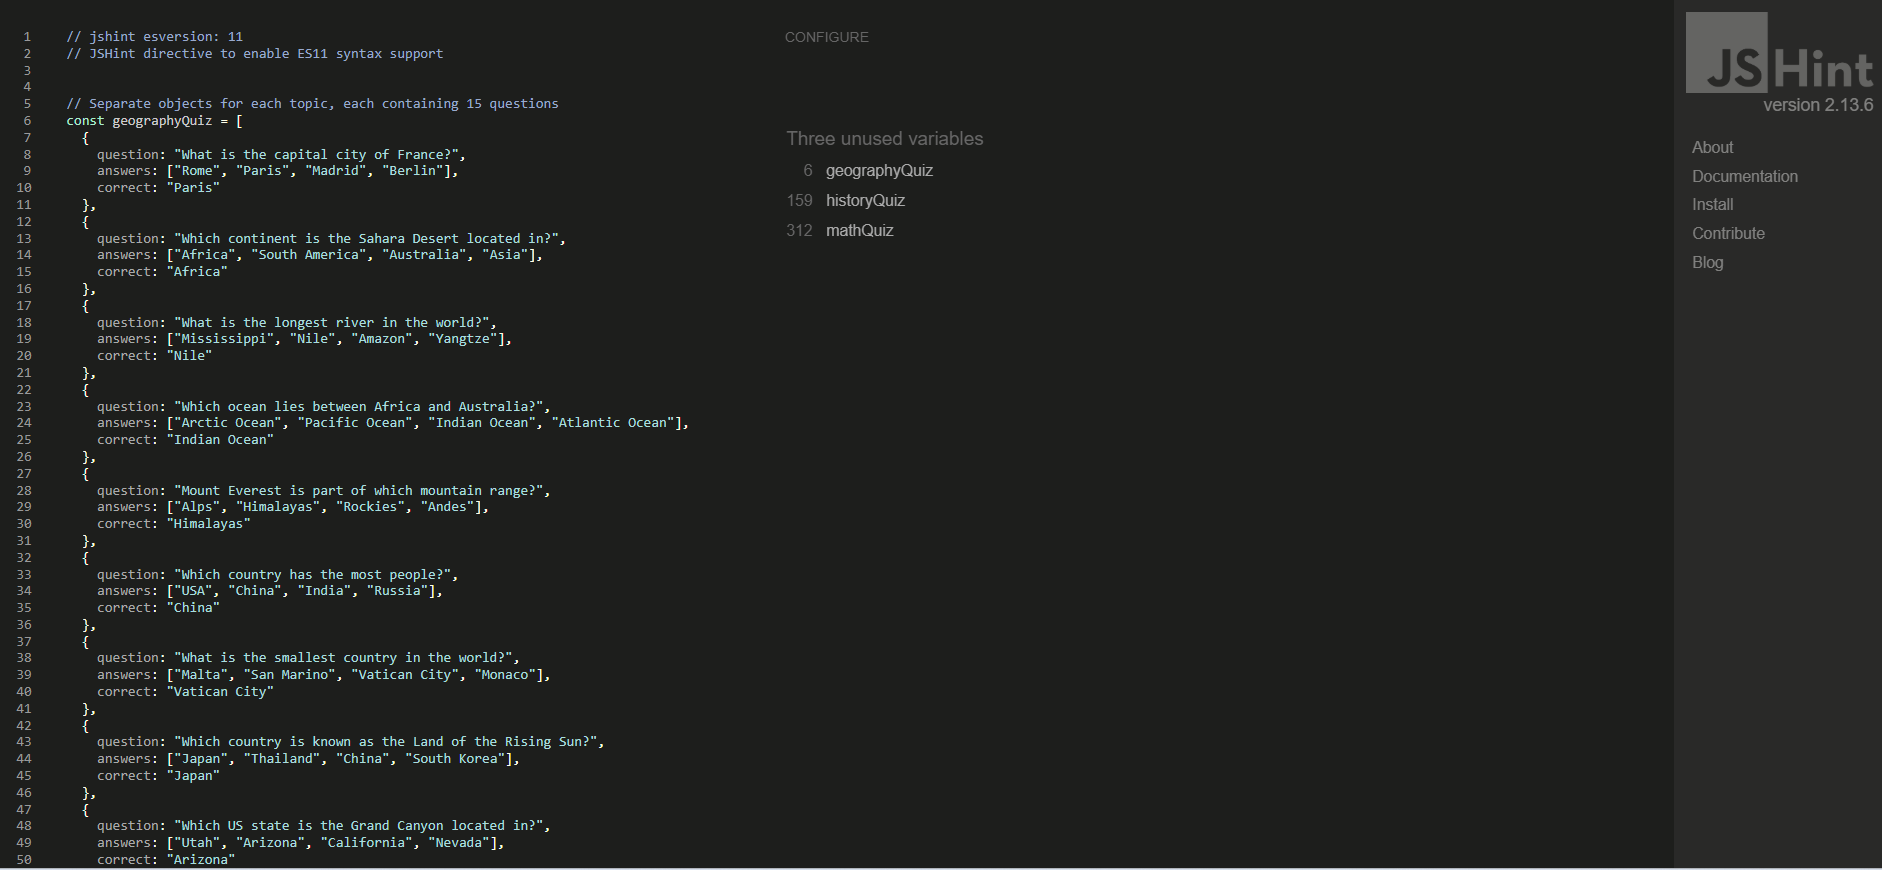 1 // jshint esversion: 11
2 // JSHint directive to enable ES11 syntax support
3
4
5 // Separate objects for each topic, each containing 15 questions
6 const geographyQuiz = [
7 {
8 question: "What is the capital city of France?",
9 answers: ["Rome", "Paris", "Madrid", "Berlin"],
10 correct: "Paris"
11 },
12 {
13 question: "Which continent is the Sahara Desert located in?",
14 answers: ["Africa", "South America", "Australia", "Asia"],
15 correct: "Africa"
16 },
17 {
18 question: "What is the longest river in the world?",
19 answers: ["Mississippi", "Nile", "Amazon", "Yangtze"],
20 correct: "Nile"
21 },
22 {
23 question: "Which ocean lies between Africa and Australia?",
24 answers: ["Arctic Ocean", "Pacific Ocean", "Indian Ocean", "Atlantic Ocean"],
25 correct: "Indian Ocean"
26 },
27 {
28 question: "Mount Everest is part of which mountain range?",
29 answers: ["Alps", "Himalayas", "Rockies", "Andes"],
30 correct: "Himalayas"
31 },
32 {
33 question: "Which country has the most people?",
34 answers: ["USA", "China", "India", "Russia"],
35 correct: "China"
36 },
37 {
38 question: "What is the smallest country in the world?",
39 answers: ["Malta", "San Marino", "Vatican City", "Monaco"],
40 correct: "Vatican City"
41 },
42 {
43 question: "Which country is known as the Land of the Rising Sun?",
44 answers: ["Japan", "Thailand", "China", "South Korea"],
45 correct: "Japan"
46 },
47 {
48 question: "Which US state is the Grand Canyon located in?",
49 answers: ["Utah", "Arizona", "California", "Nevada"],
50 correct: "Arizona"
CONFIGURE
Three unused variables
6 geographyQuiz
159 historyQuiz
312 mathQuiz
JSHint
version 2.13.6
About
Documentation
Install
Contribute
Blog